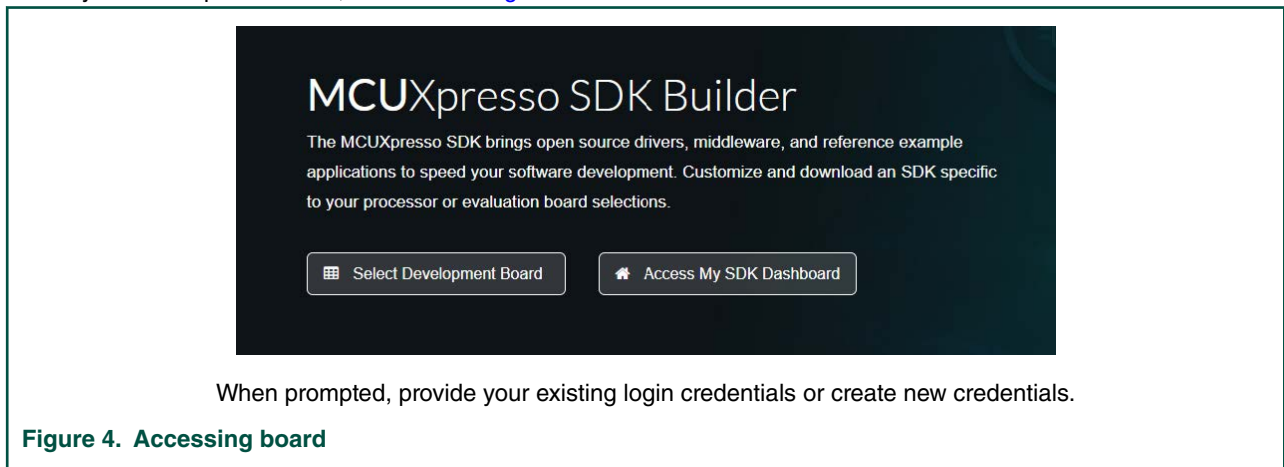 MCUXpresso SDK Builder
The MCUXpresso SDK brings open source drivers, middleware, and reference example
applications to speed your software development. Customize and download an SDK specific
to your processor or evaluation board selections.
Select Development Board
Access My SDK Dashboard
When prompted, provide your existing login credentials or create new credentials.
Figure 4. Accessing board